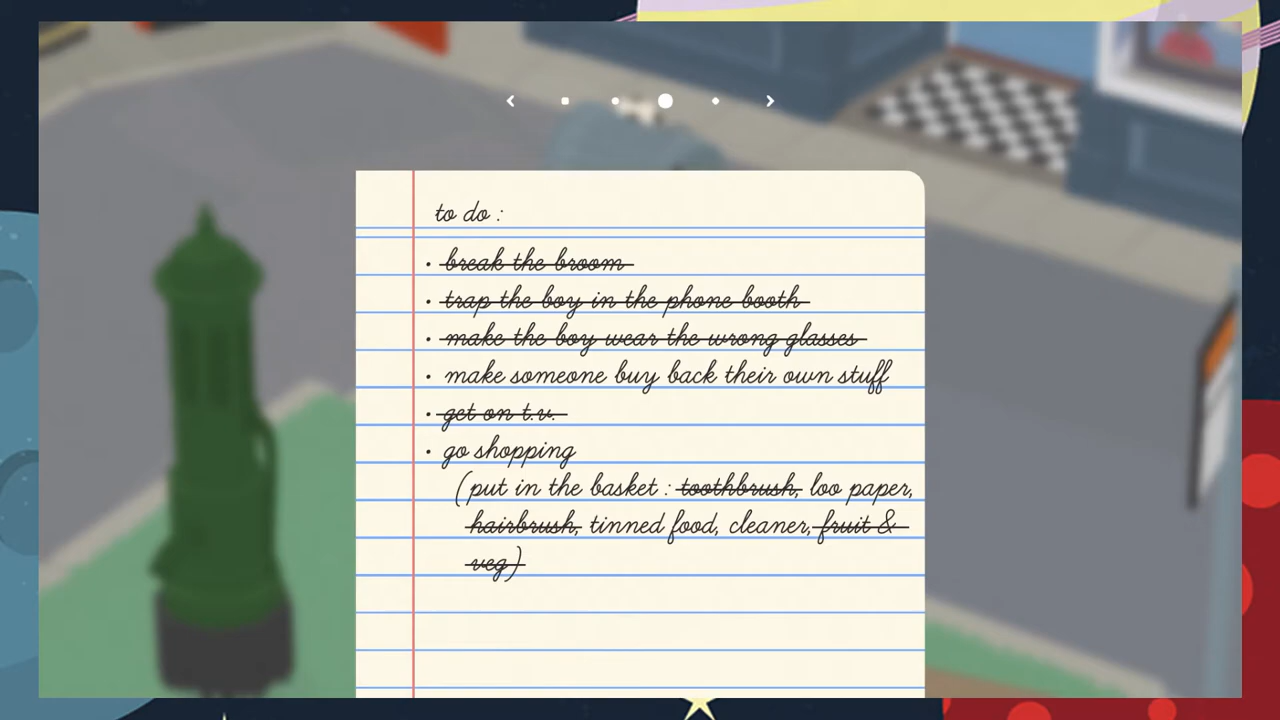 to do :
• break the broom
• trap the boy in the phone booth
• make the boy wear the wrong glasses
• make someone buy back their own stuff
• get on t.v.
• go shopping
(put in the basket : toothbrush, loo paper,
hairbrush, tinned food, cleaner, fruit &
veg)